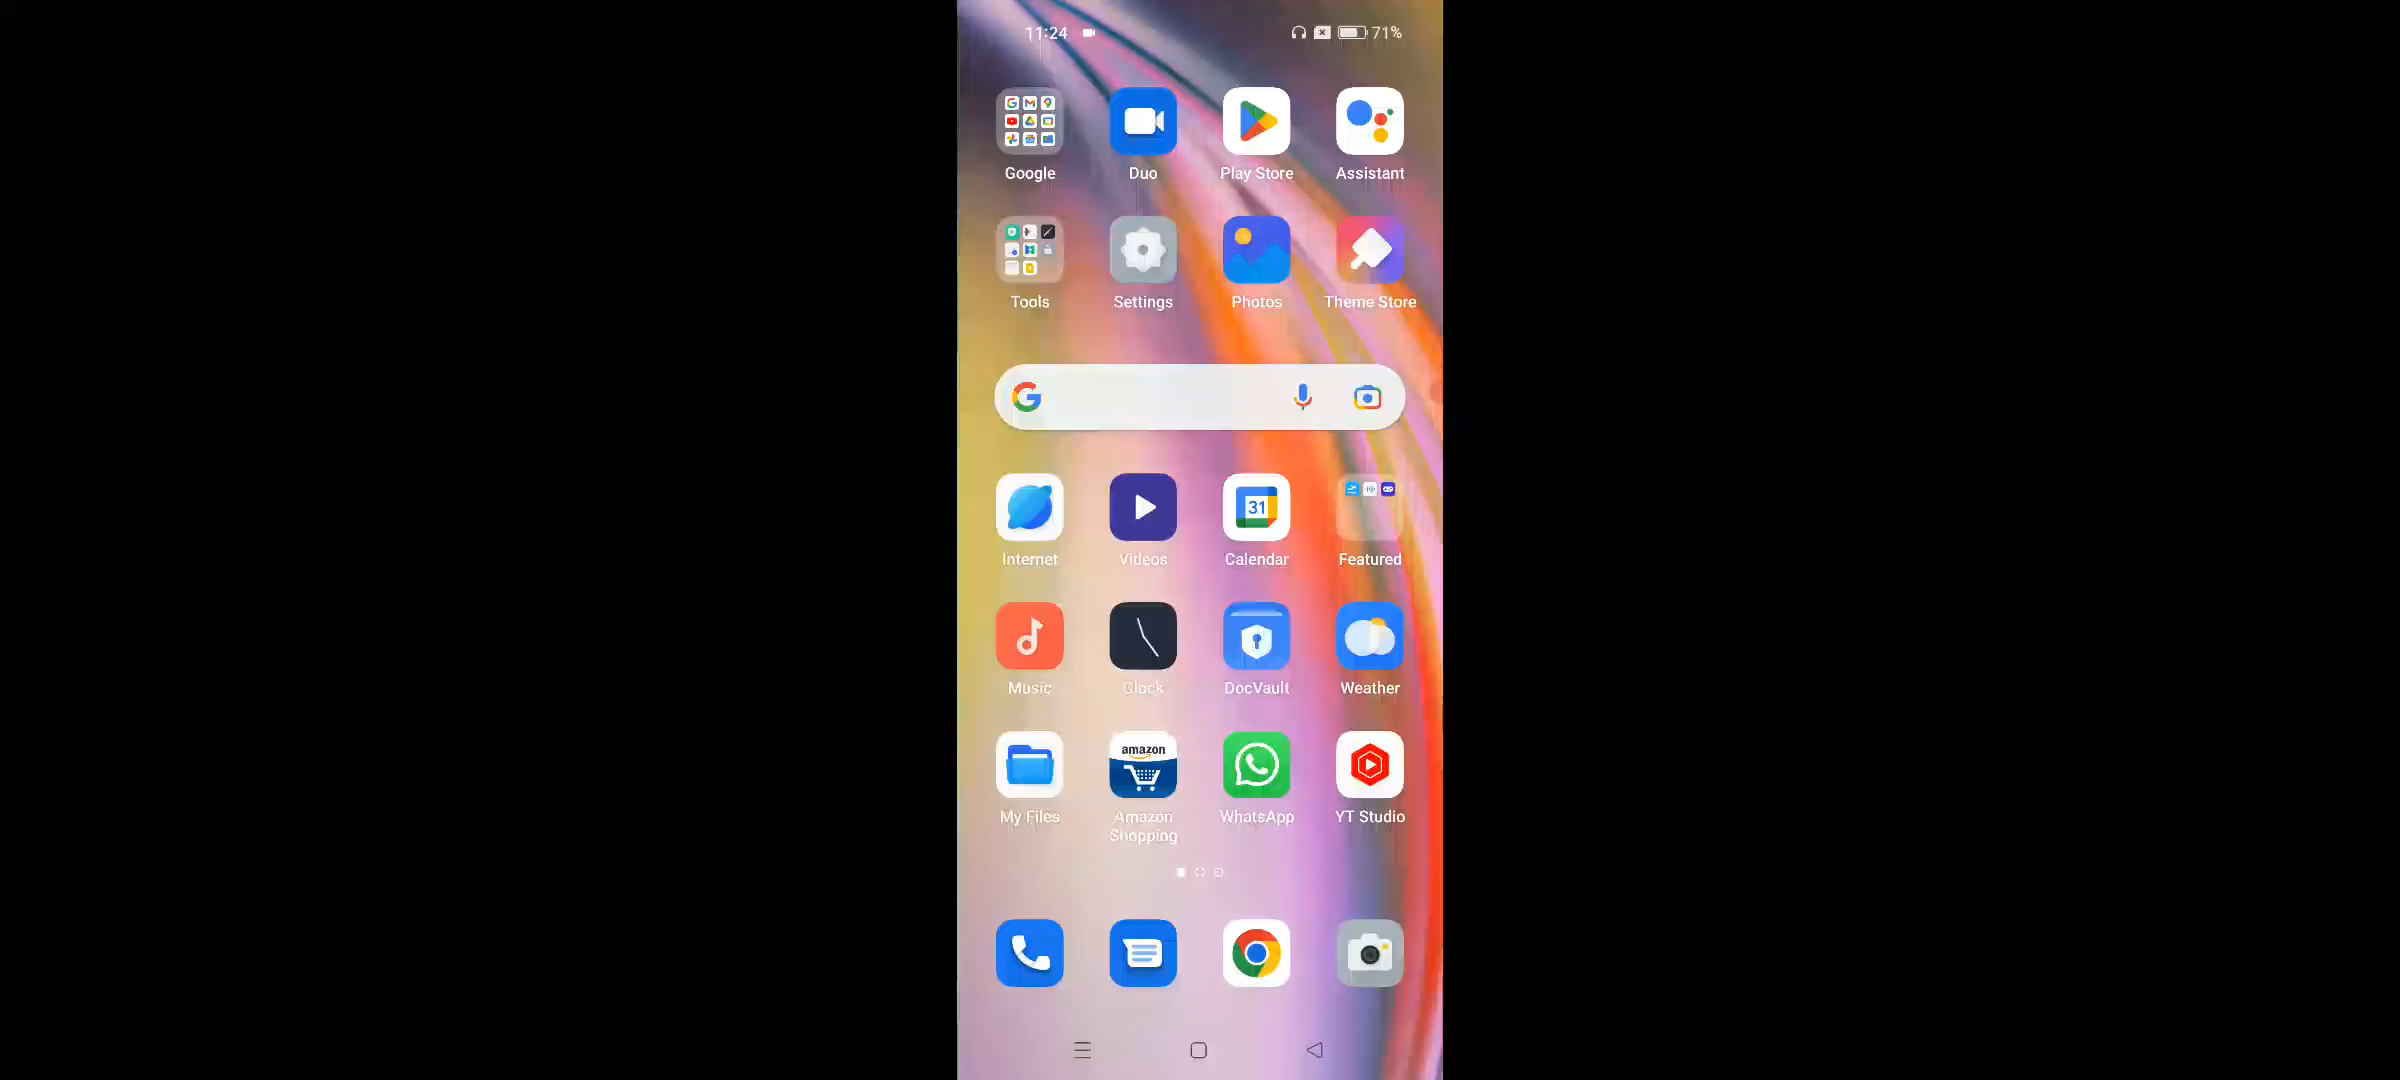 11:24 71%
Google Duo Play Store Assistant
Tools Settings Photos Theme Store
31
Internet Videos Calendar Featured
Music Clock DocVault Weather
amazon
My Files Amazon Shopping WhatsApp YT Studio